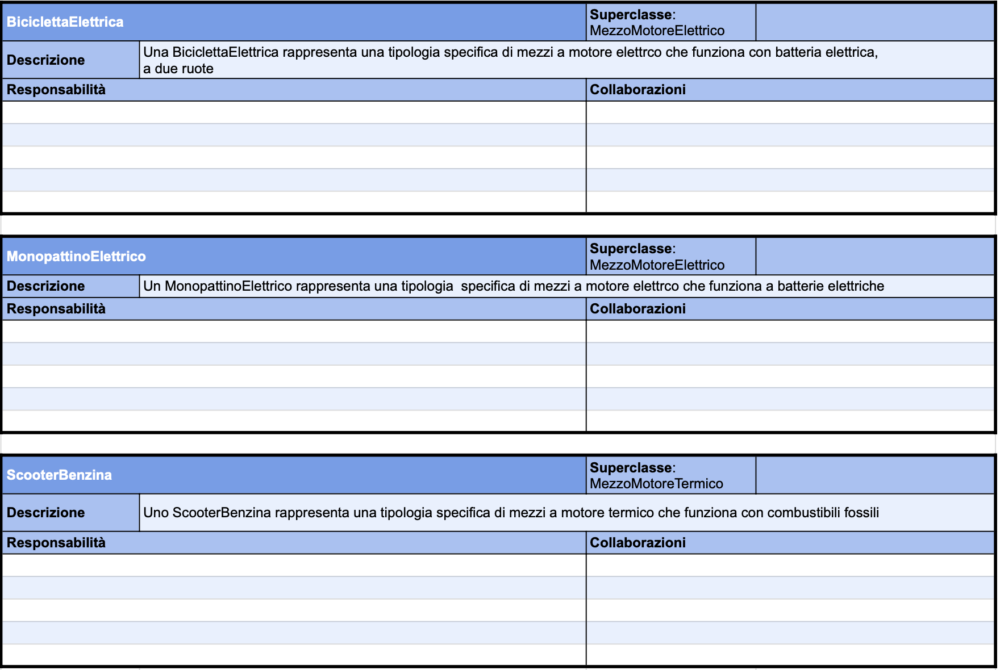 BiciclettaElettrica
Superclasse:
MezzoMotoreElettrico
Descrizione
Una BiciclettaElettrica rappresenta una tipologia specifica di mezzi a motore elettrco che funziona con batteria elettrica,
a due ruote
Responsabilità
Collaborazioni
MonopattinoElettrico
Superclasse:
MezzoMotoreElettrico
Descrizione
Un MonopattinoElettrico rappresenta una tipologia  specifica di mezzi a motore elettrco che funziona a batterie elettriche
Responsabilità
Collaborazioni
ScooterBenzina
Superclasse:
MezzoMotoreTermico
Descrizione
Uno ScooterBenzina rappresenta una tipologia specifica di mezzi a motore termico che funziona con combustibili fossili
Responsabilità
Collaborazioni